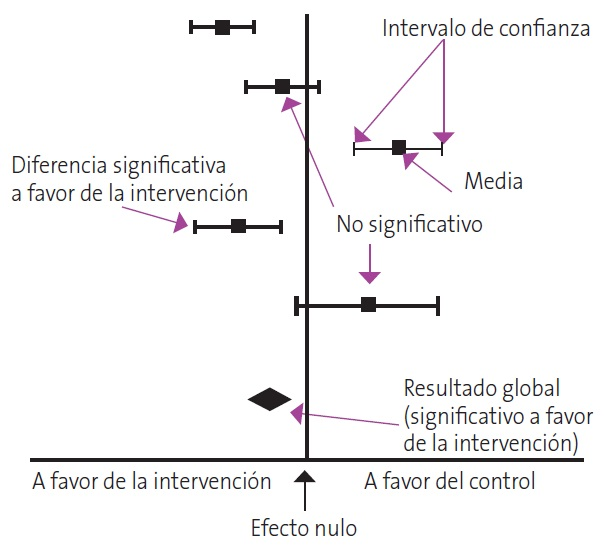 Intervalo de confianza
Diferencia significativa
a favor de la intervención
Media
No significativo
Resultado global
(significativo a favor
de la intervención)
A favor de la intervención
A favor del control
Efecto nulo